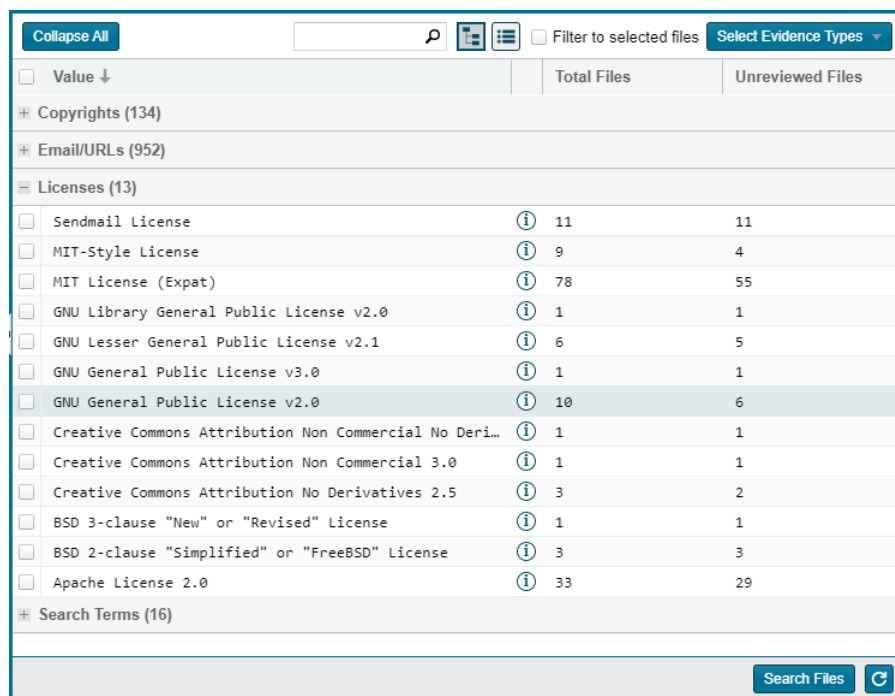 Collapse All Filter to selected files Select Evidence Types
Value Total Files Unreviewed Files
Copyrights (134)
Email/URLs (952)
Licenses (13)
Sendmail License 11 11
MIT-Style License 9 4
MIT License (Expat) 78 55
GNU Library General Public License v2.0 1 1
GNU Lesser General Public License v2.1 6 5
GNU General Public License v3.0 1 1
GNU General Public License v2.0 10 6
Creative Commons Attribution Non Commercial No Deri… 1 1
Creative Commons Attribution Non Commercial 3.0 1 1
Creative Commons Attribution No Derivatives 2.5 3 2
BSD 3-clause "New" or "Revised" License 1 1
BSD 2-clause "Simplified" or "FreeBSD" License 3 3
Apache License 2.0 33 29
Search Terms (16)
Search Files